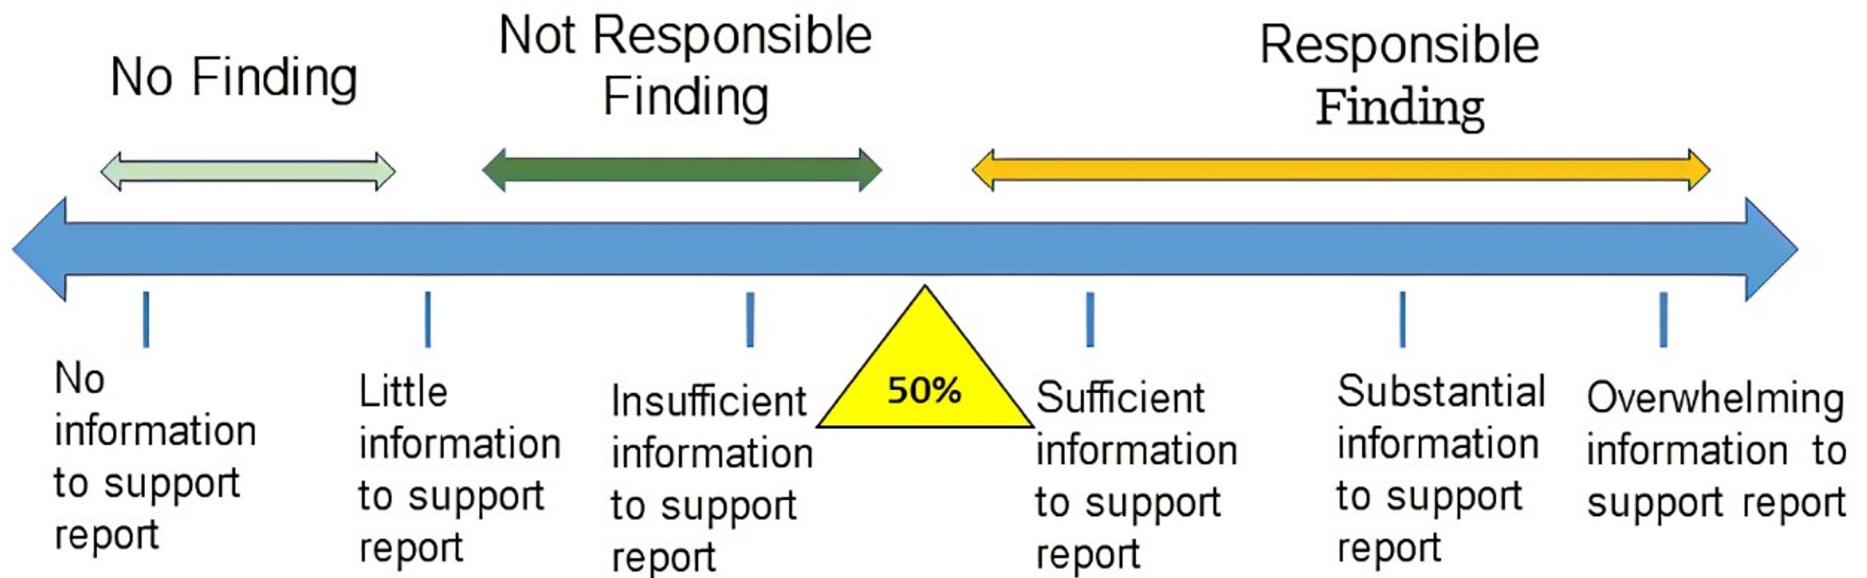 No Finding
Not Responsible
Finding
Responsible
Finding
50%
No
information
to support
report
Little
information
to support
report
Insufficient
information
to support
report
Sufficient
information
to support
report
Substantial
information
to support
report
Overwhelming
information to
support report